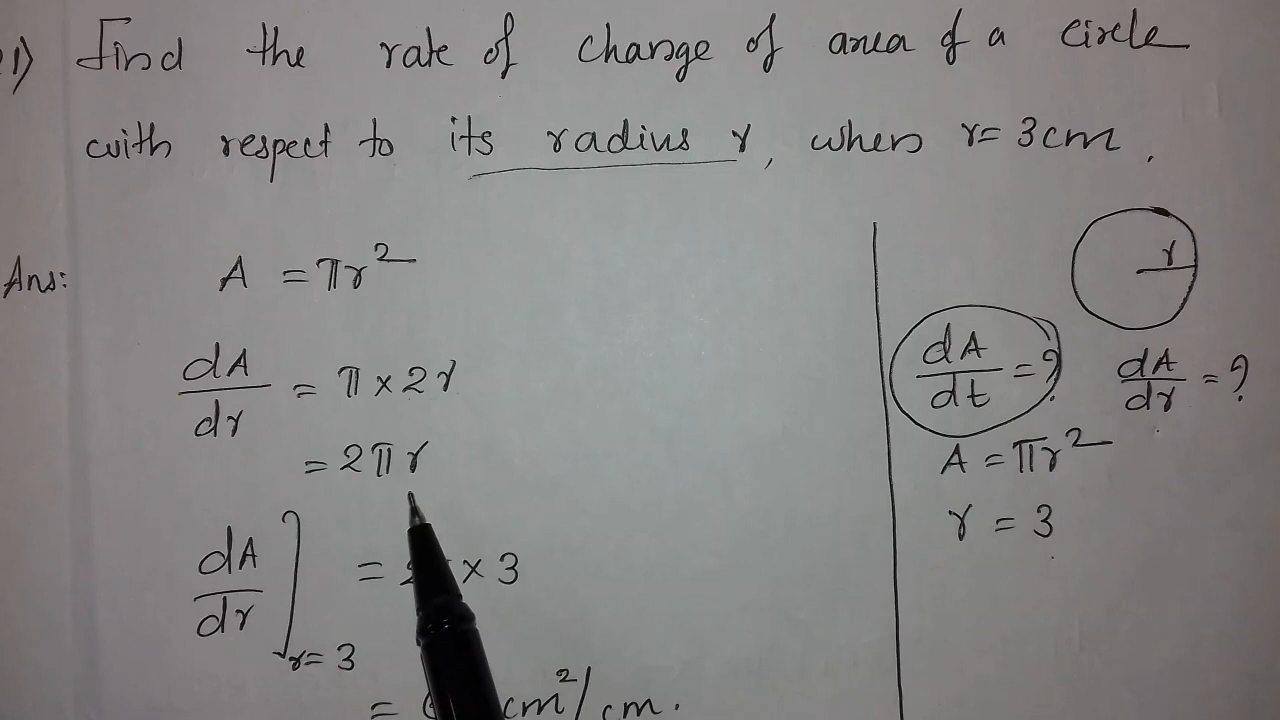 1) Find the rate of change of area of a circle
with respect to its radius r, when r = 3cm.
Ans: A = πr²
dA/dr = π × 2r
= 2πr
dA/dr]r=3 = × 3
= cm²/cm.
r
dA/dt = ? dA/dr = ?
A = πr²
r = 3